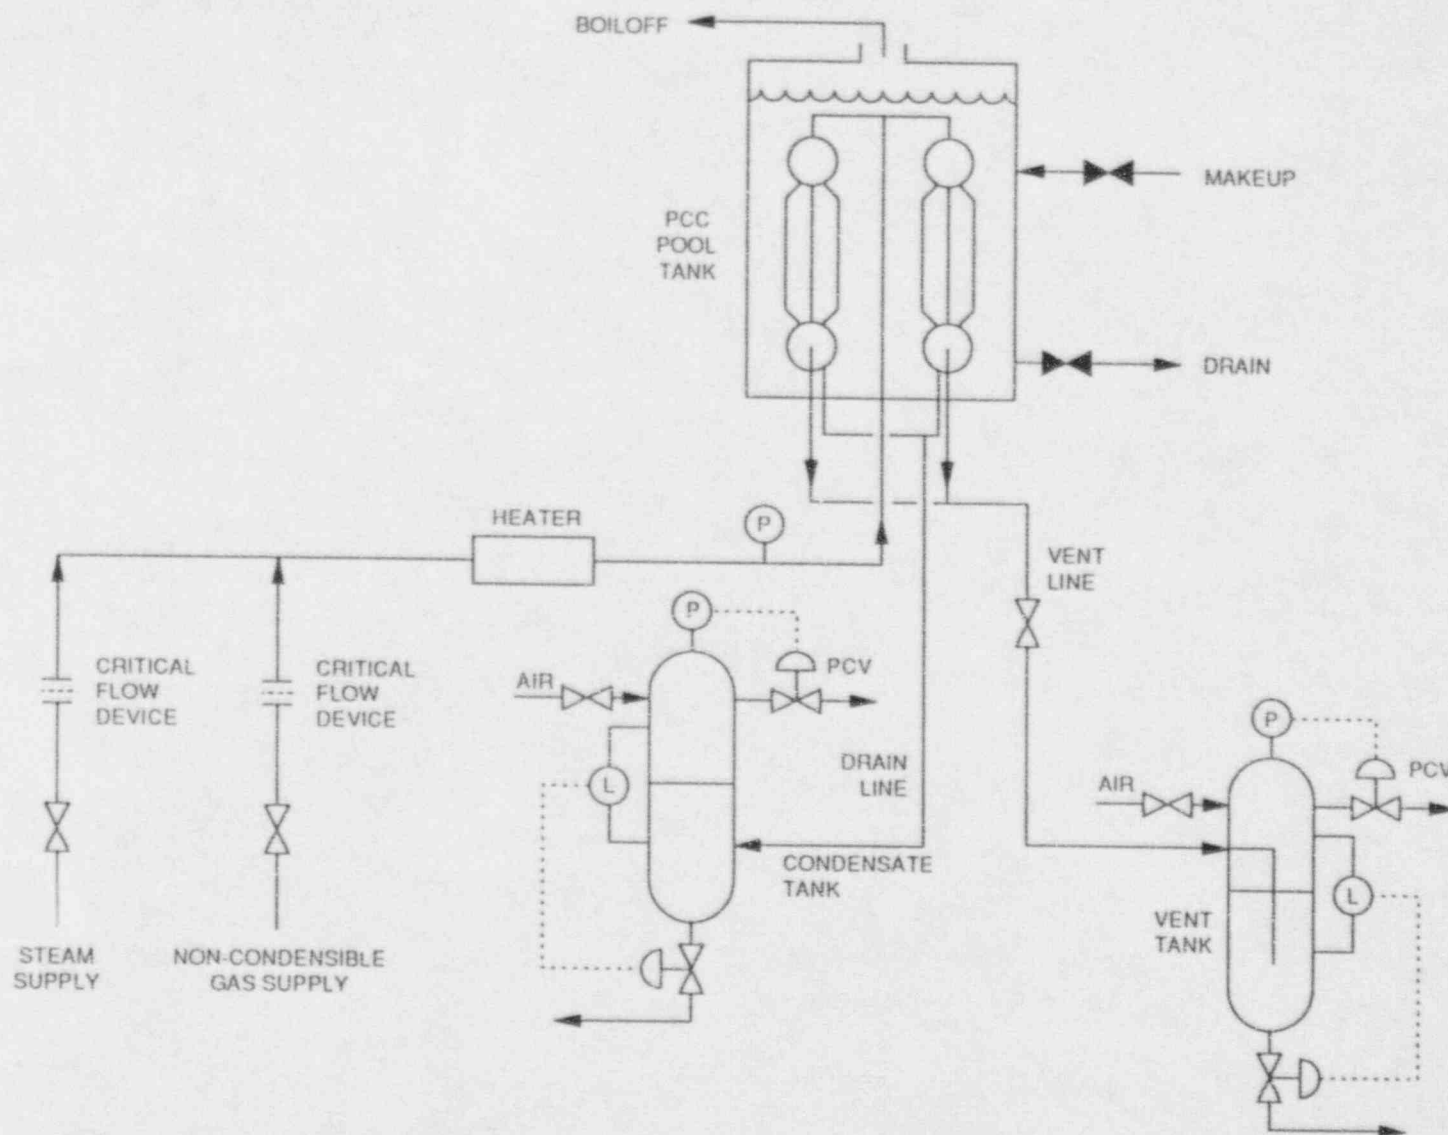 BOILOFF
MAKEUP
PCC
POOL
TANK
DRAIN
HEATER
P
VENT
LINE
P
CRITICAL
FLOW
DEVICE
CRITICAL
FLOW
DEVICE
AIR
PCV
P
DRAIN
LINE
L
AIR
PCV
CONDENSATE
TANK
L
VENT
TANK
STEAM
SUPPLY
NON-CONDENSIBLE
GAS SUPPLY